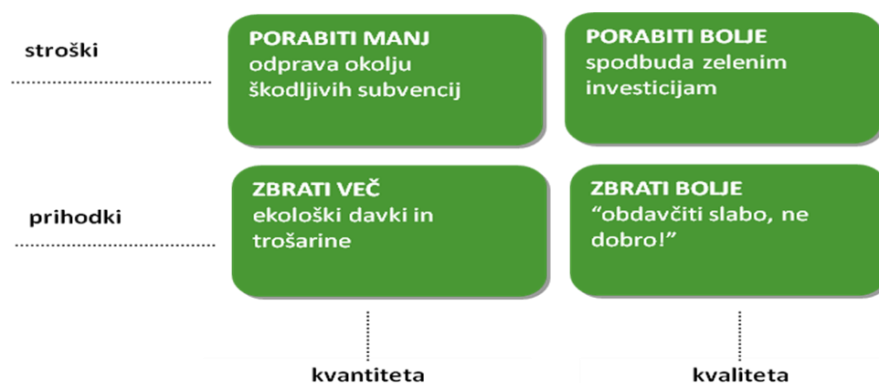 stroški
PORABITI MANJ
odprava okolju
škodljivih subvencij
PORABITI BOLJE
spodbuda zelenim
investicijam
prihodki
ZBRATI VEČ
ekološki davki in
trošarine
ZBRATI BOLJE
“obdavčiti slabo, ne
dobro!”
kvantiteta
kvaliteta